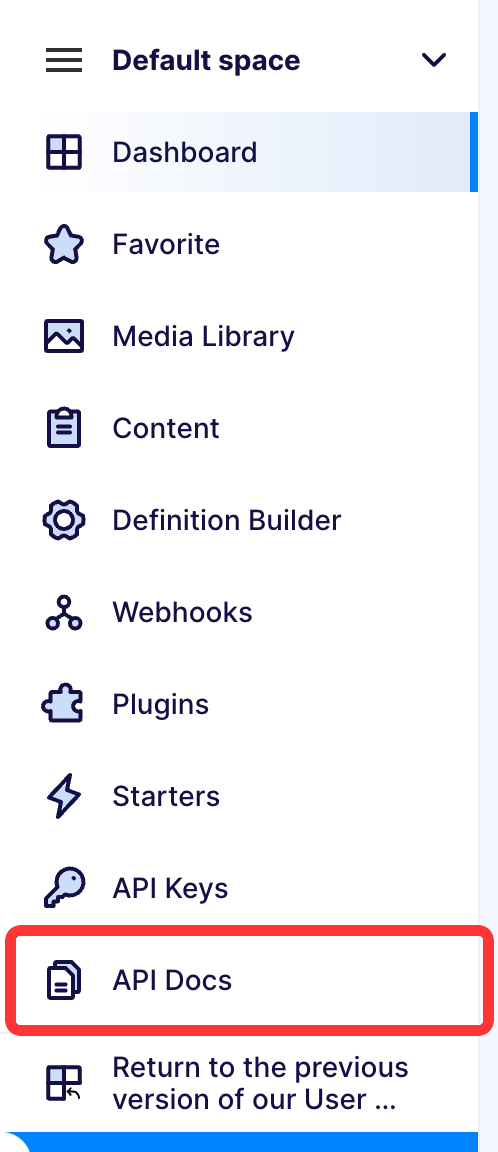 Default space
Dashboard
Favorite
Media Library
Content
Definition Builder
Webhooks
Plugins
Starters
API Keys
API Docs
Return to the previous
version of our User ...